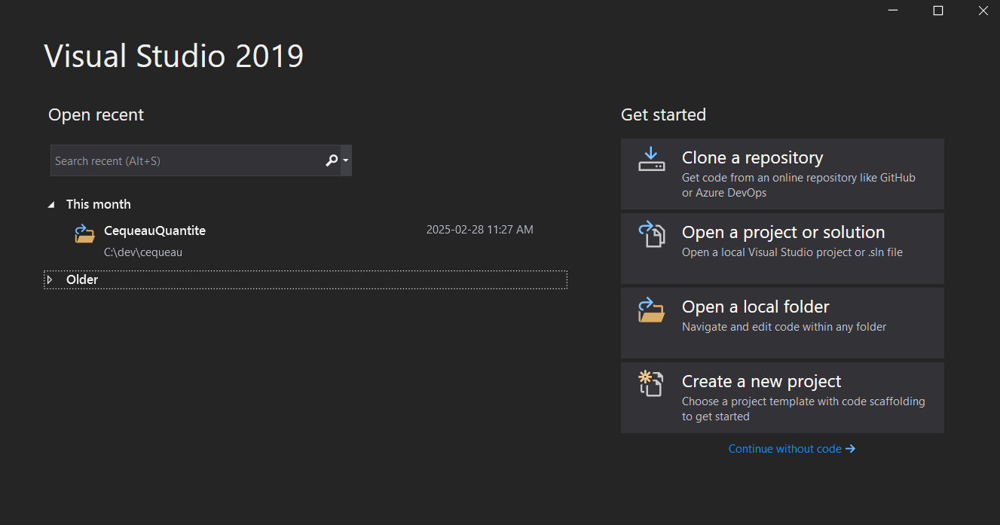 Visual Studio 2019
Open recent
Search recent (Alt+S)
This month
CequeauQuantite
2025-02-28 11:27 AM
C:\dev\cequeau
Older
Get started
Clone a repository
Get code from an online repository like GitHub
or Azure DevOps
Open a project or solution
Open a local Visual Studio project or .sln file
Open a local folder
Navigate and edit code within any folder
Create a new project
Choose a project template with code scaffolding
to get started
Continue without code